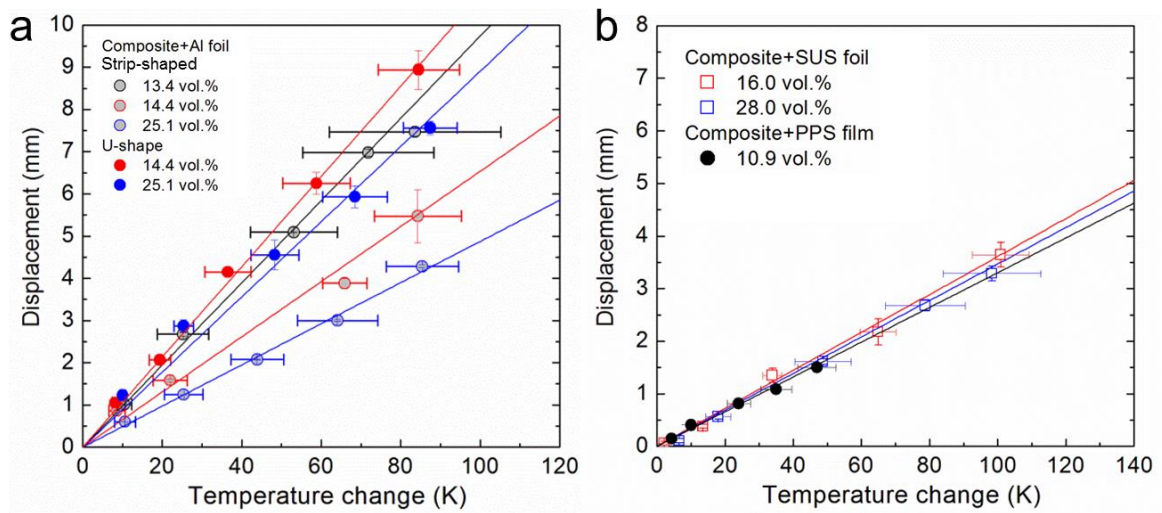 a
Composite+Al foil
Strip-shaped
13.4 vol.%
14.4 vol.%
25.1 vol.%
U-shape
14.4 vol.%
25.1 vol.%
10
9
8
7
6
5
4
3
2
1
0
Displacement (mm)
0 20 40 60 80 100 120
Temperature change (K)
b
Composite+SUS foil
16.0 vol.%
28.0 vol.%
Composite+PPS film
10.9 vol.%
8
7
6
5
4
3
2
1
0
Displacement (mm)
0 20 40 60 80 100 120 140
Temperature change (K)